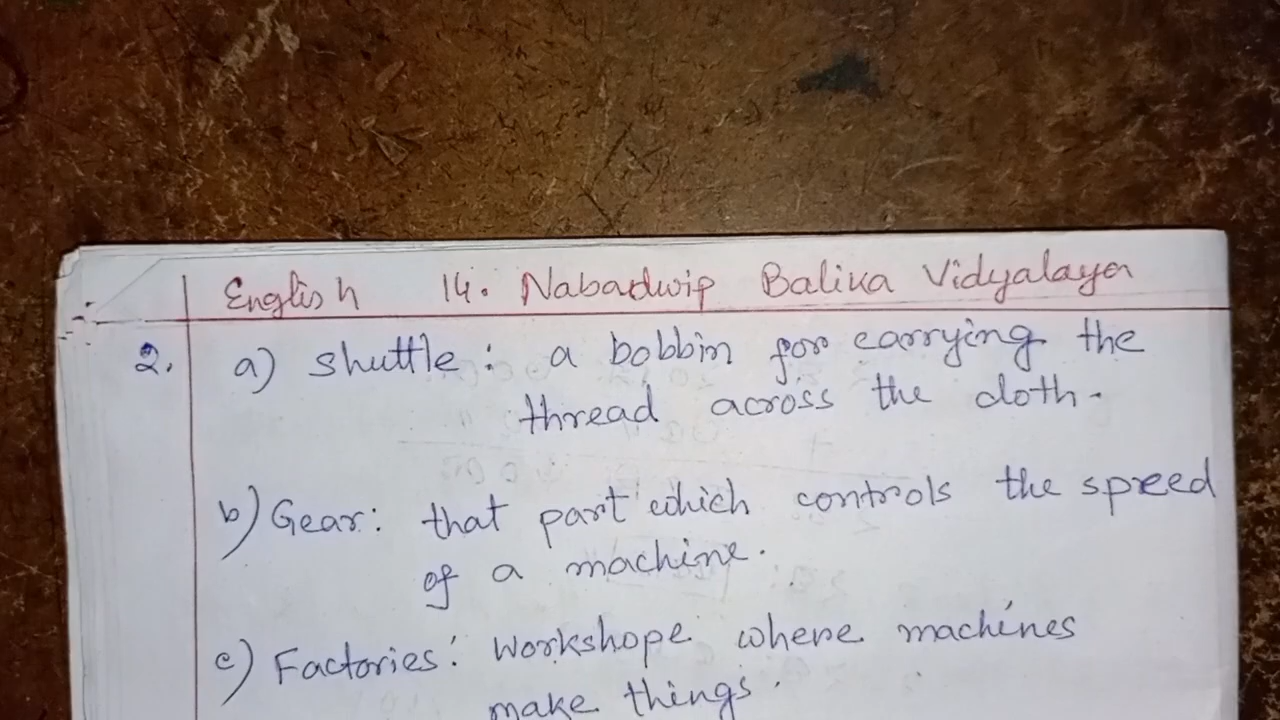 English 14. Nabadwip Balika Vidyalaya
2. a) Shuttle : a bobbin for carrying the
thread across the cloth.
b) Gear : that part which controls the speed
of a machine.
c) Factories : Workshope where machines
make things.